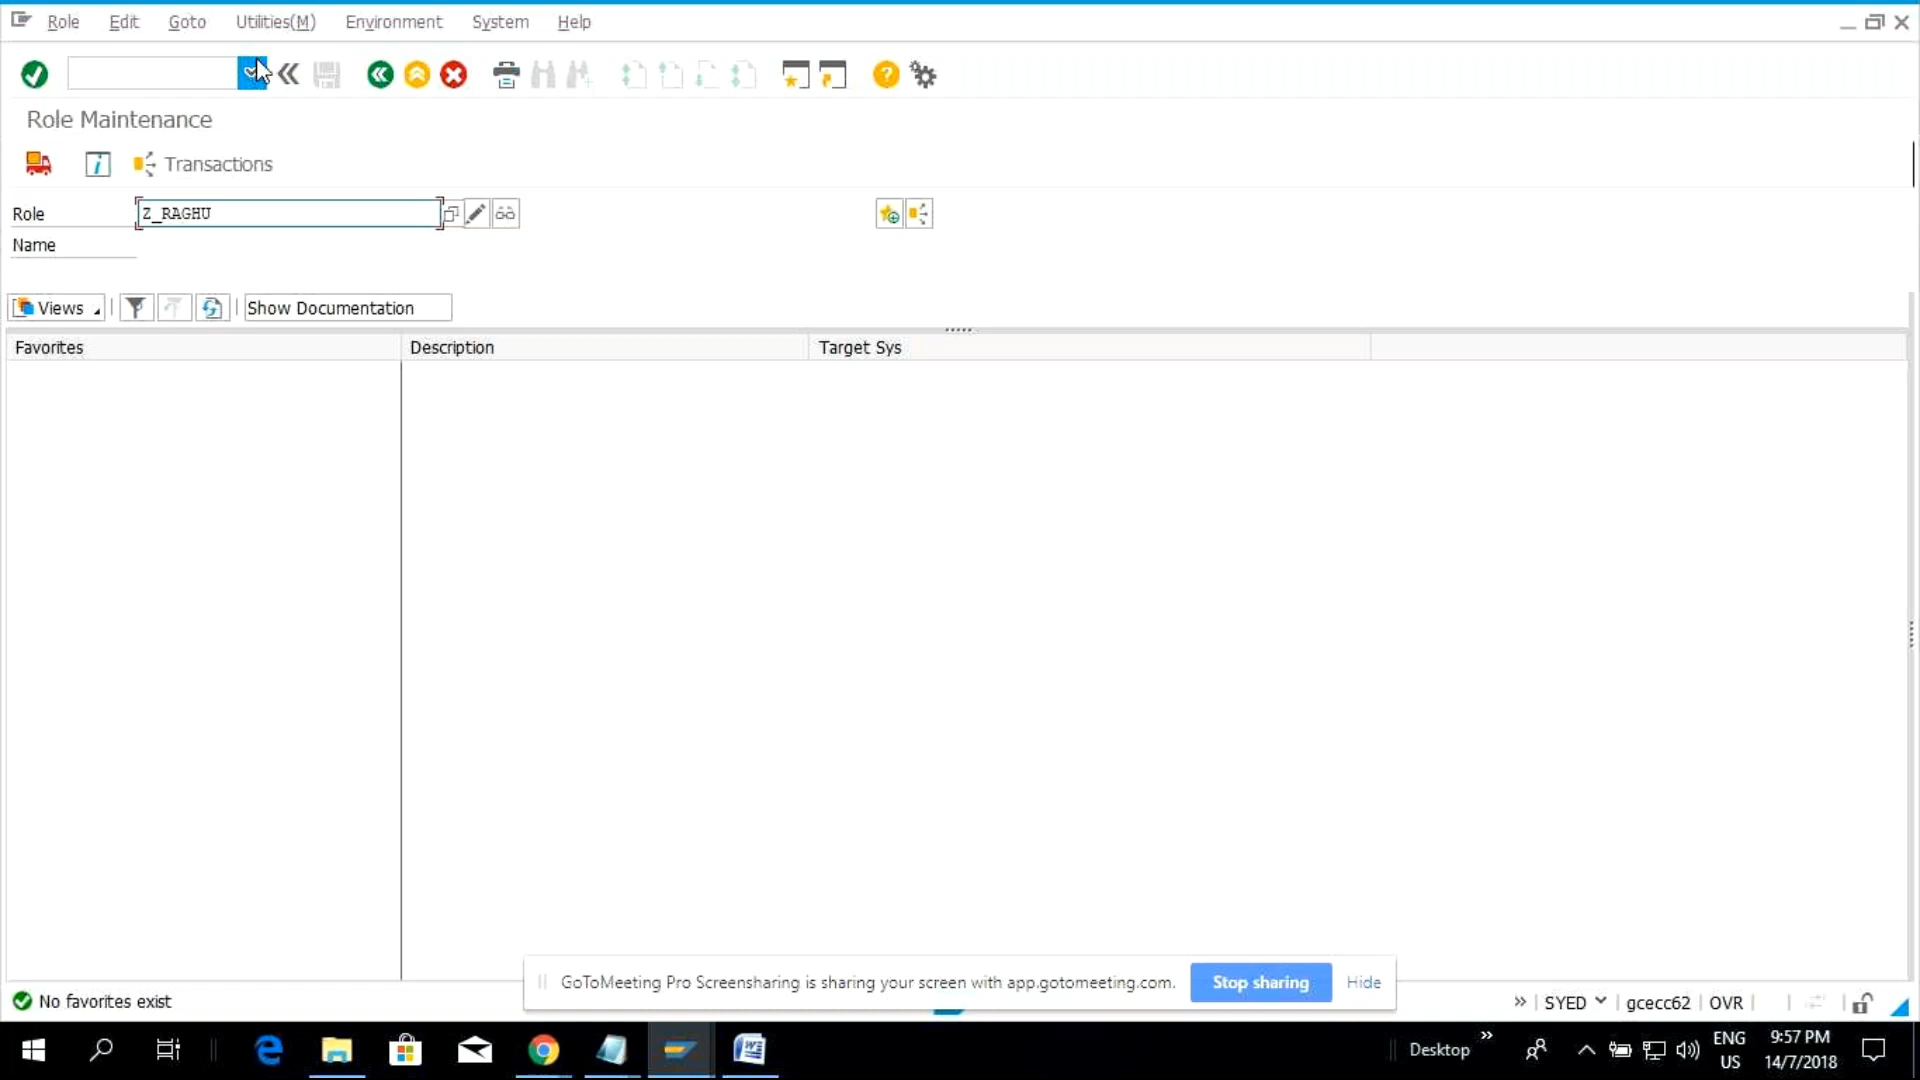 Role Edit Goto Utilities(M) Environment System Help
Role Maintenance
Transactions
Role Z_RAGHU
Name
Views Show Documentation
Favorites Description Target Sys
GoToMeeting Pro Screensharing is sharing your screen with app.gotomeeting.com. Stop sharing Hide
No favorites exist
» SYED gcecc62 OVR
Desktop » ENG 9:57 PM
US 14/7/2018